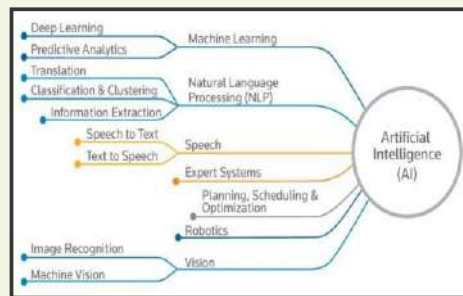 Deep Learning
Predictive Analytics
Machine Learning
Translation
Classification & Clustering
Information Extraction
Natural Language
Processing (NLP)
Speech to Text
Text to Speech
Speech
Expert Systems
Planning, Scheduling &
Optimization
Robotics
Image Recognition
Machine Vision
Vision
Artificial
Intelligence
(AI)